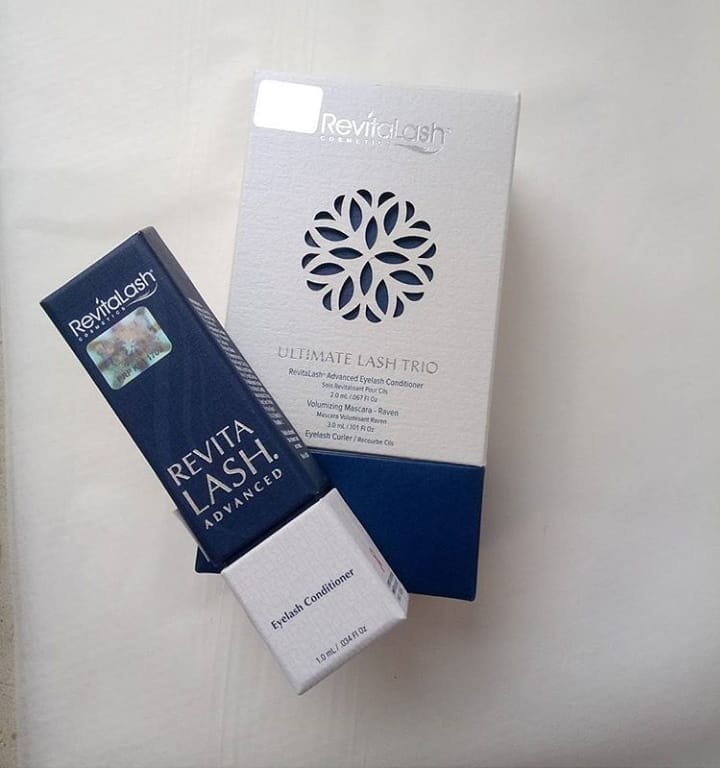 RevitaLash™
COSMETICS
ULTIMATE LASH TRIO
RevitaLash® Advanced Eyelash Conditioner
Soin Revitalisant Pour Cils
2.0 mL / .067 Fl Oz
Volumizing Mascara - Raven
Mascara Volumisant Raven
3.0 mL / .101 Fl Oz
Eyelash Curler / Recourbe Cils
RevitaLash®
COSMETICS
REVITA
LASH.
ADVANCED
Eyelash Conditioner
1.0 mL / .034 Fl Oz